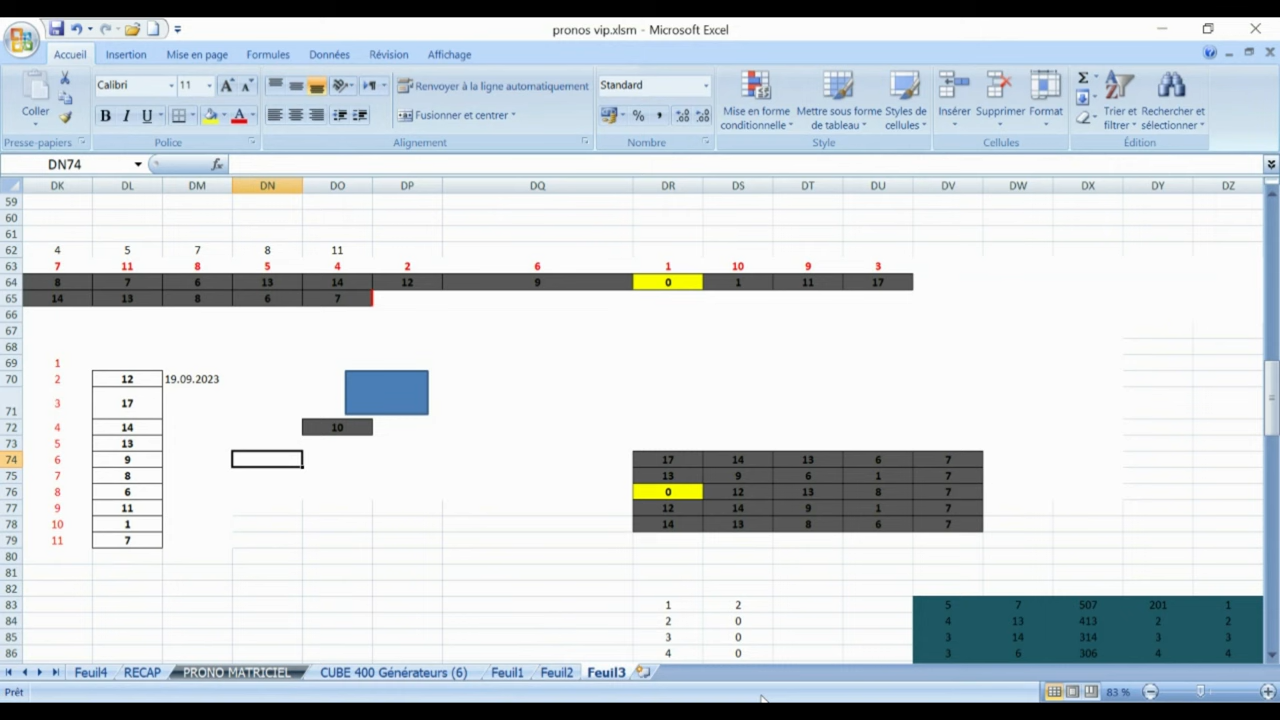 pronos vip.xlsm - Microsoft Excel
Accueil Insertion Mise en page Formules Données Révision Affichage
Coller
Calibri 11
G I U
Renvoyer à la ligne automatiquement
Fusionner et centrer
Standard
% ,
Mise en forme conditionnelle
Mettre sous forme de tableau
Styles de cellules
Insérer Supprimer Format
Trier et filtrer
Rechercher et sélectionner
Presse-papiers Police Alignement Nombre Style Cellules Édition
DN74 fx
DK DL DM DN DO DP DQ DR DS DT DU DV DW DX DY DZ
59
60
61
62 4 5 7 8 11
63 7 11 8 5 4 2 6 1 10 9 3
64 8 7 6 13 14 12 9 0 1 11 17
65 14 13 8 6 7
66
67
68
69 1
70 2 12 19.09.2023
71 3 17
72 4 14 10
73 5 13
74 6 9 17 14 13 6 7
75 7 8 13 9 6 1 7
76 8 6 0 12 13 8 7
77 9 11 12 14 9 1 7
78 10 1 14 13 8 6 7
79 11 7
80
81
82
83 1 2 5 7 507 201 1
84 2 0 4 13 413 2 2
85 3 0 3 14 314 3 3
86 4 0 3 6 306 4 4
Feuil4 RECAP PRONO MATRICIEL CUBE 400 Générateurs (6) Feuil1 Feuil2 Feuil3
Prêt 83 %